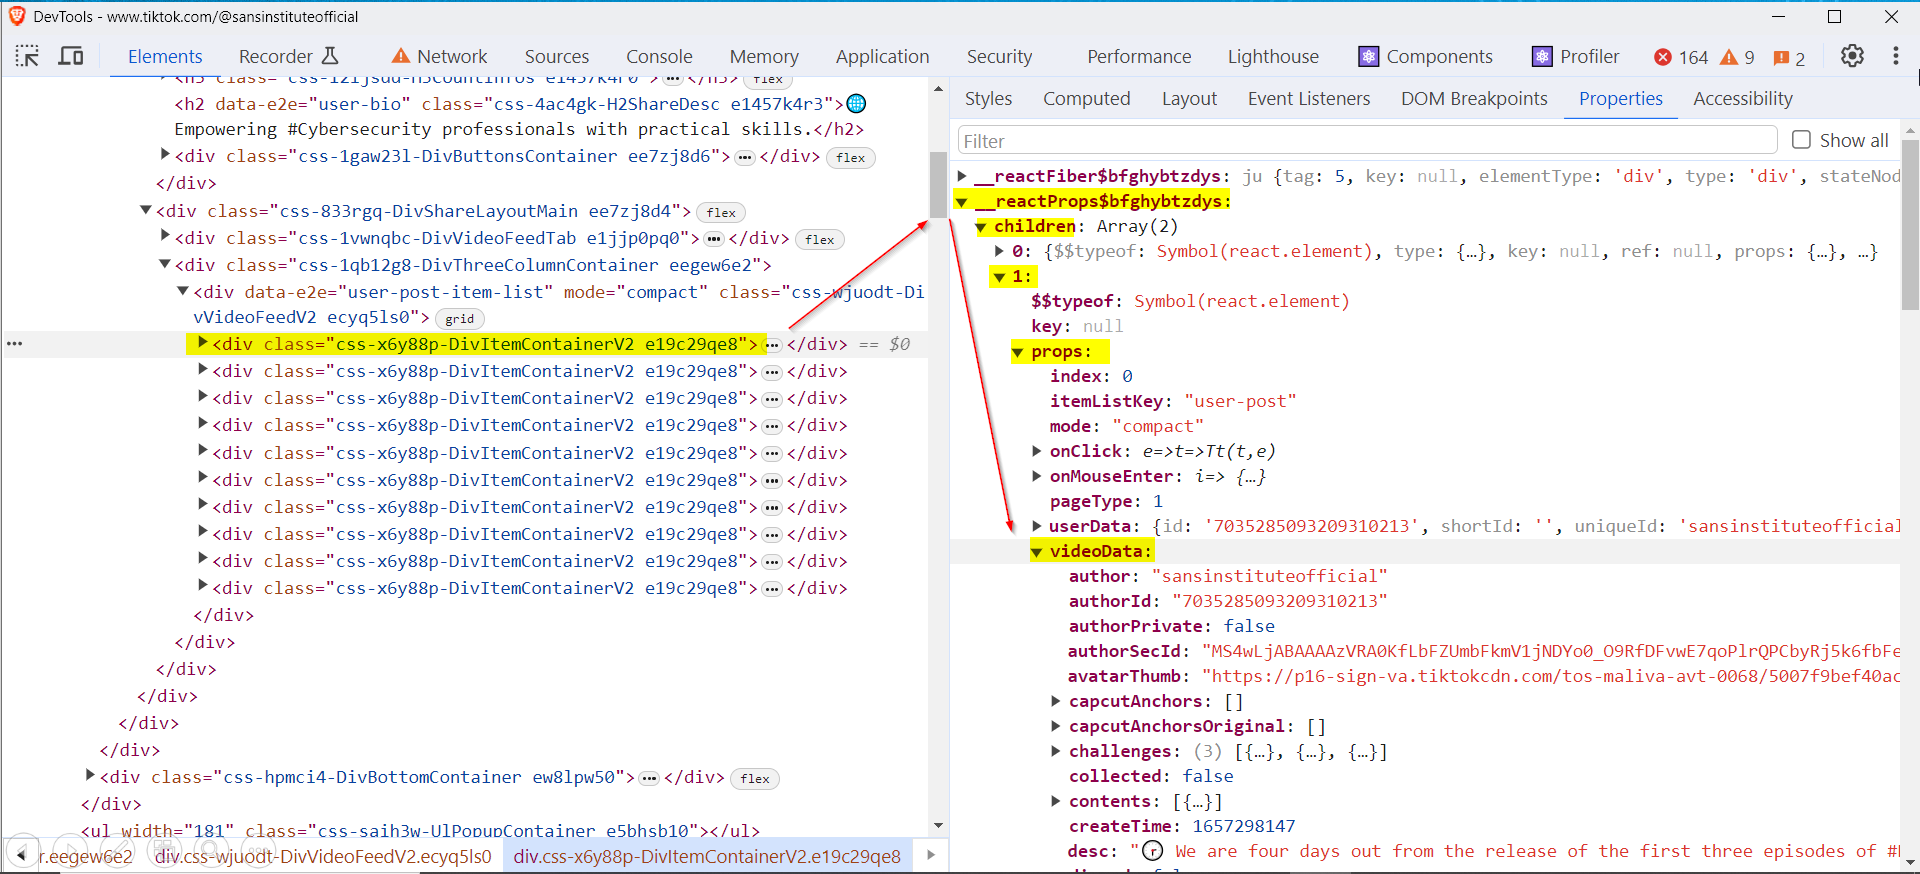 DevTools - www.tiktok.com/@sansinstituteofficial
Elements Recorder Network Sources Console Memory Application Security Performance Lighthouse Components Profiler 164 9 2
<h3 class="css-12rjsdd-H3CountInfos e1457k4r0">…</h3> flex
<h2 data-e2e="user-bio" class="css-4ac4gk-H2ShareDesc e1457k4r3">🌐
Empowering #Cybersecurity professionals with practical skills.</h2>
<div class="css-1gaw23l-DivButtonsContainer ee7zj8d6">…</div> flex
</div>
<div class="css-833rgq-DivShareLayoutMain ee7zj8d4"> flex
<div class="css-1vwnqbc-DivVideoFeedTab e1jjp0pq0">…</div> flex
<div class="css-1qb12g8-DivThreeColumnContainer eegew6e2">
<div data-e2e="user-post-item-list" mode="compact" class="css-wjuodt-Di
vVideoFeedV2 ecyq5ls0"> grid
… <div class="css-x6y88p-DivItemContainerV2 e19c29qe8">…</div> == $0
<div class="css-x6y88p-DivItemContainerV2 e19c29qe8">…</div>
<div class="css-x6y88p-DivItemContainerV2 e19c29qe8">…</div>
<div class="css-x6y88p-DivItemContainerV2 e19c29qe8">…</div>
<div class="css-x6y88p-DivItemContainerV2 e19c29qe8">…</div>
<div class="css-x6y88p-DivItemContainerV2 e19c29qe8">…</div>
<div class="css-x6y88p-DivItemContainerV2 e19c29qe8">…</div>
<div class="css-x6y88p-DivItemContainerV2 e19c29qe8">…</div>
<div class="css-x6y88p-DivItemContainerV2 e19c29qe8">…</div>
<div class="css-x6y88p-DivItemContainerV2 e19c29qe8">…</div>
</div>
</div>
</div>
</div>
</div>
</div>
<div class="css-hpmci4-DivBottomContainer ew8lpw50">…</div> flex
</div>
<ul width="181" class="css-saih3w-UlPopupContainer e5bhsb10"></ul>
r.eegew6e2 div.css-wjuodt-DivVideoFeedV2.ecyq5ls0 div.css-x6y88p-DivItemContainerV2.e19c29qe8
Styles Computed Layout Event Listeners DOM Breakpoints Properties Accessibility
Filter Show all
__reactFiber$bfghybtzdys: ju {tag: 5, key: null, elementType: 'div', type: 'div', stateNod
__reactProps$bfghybtzdys:
children: Array(2)
0: {$$typeof: Symbol(react.element), type: {…}, key: null, ref: null, props: {…}, …}
1:
$$typeof: Symbol(react.element)
key: null
props:
index: 0
itemListKey: "user-post"
mode: "compact"
onClick: e=>t=>Tt(t,e)
onMouseEnter: i=> {…}
pageType: 1
userData: {id: '7035285093209310213', shortId: '', uniqueId: 'sansinstituteofficial
videoData:
author: "sansinstituteofficial"
authorId: "7035285093209310213"
authorPrivate: false
authorSecId: "MS4wLjABAAAAzVRA0KfLbFZUmbFkmV1jNDYo0_O9RfDFvwE7qoPlrQPCbyRj5k6fbFe
avatarThumb: "https://p16-sign-va.tiktokcdn.com/tos-maliva-avt-0068/5007f9bef40ac
capcutAnchors: []
capcutAnchorsOriginal: []
challenges: (3) [{…}, {…}, {…}]
collected: false
contents: [{…}]
createTime: 1657298147
desc: " We are four days out from the release of the first three episodes of #